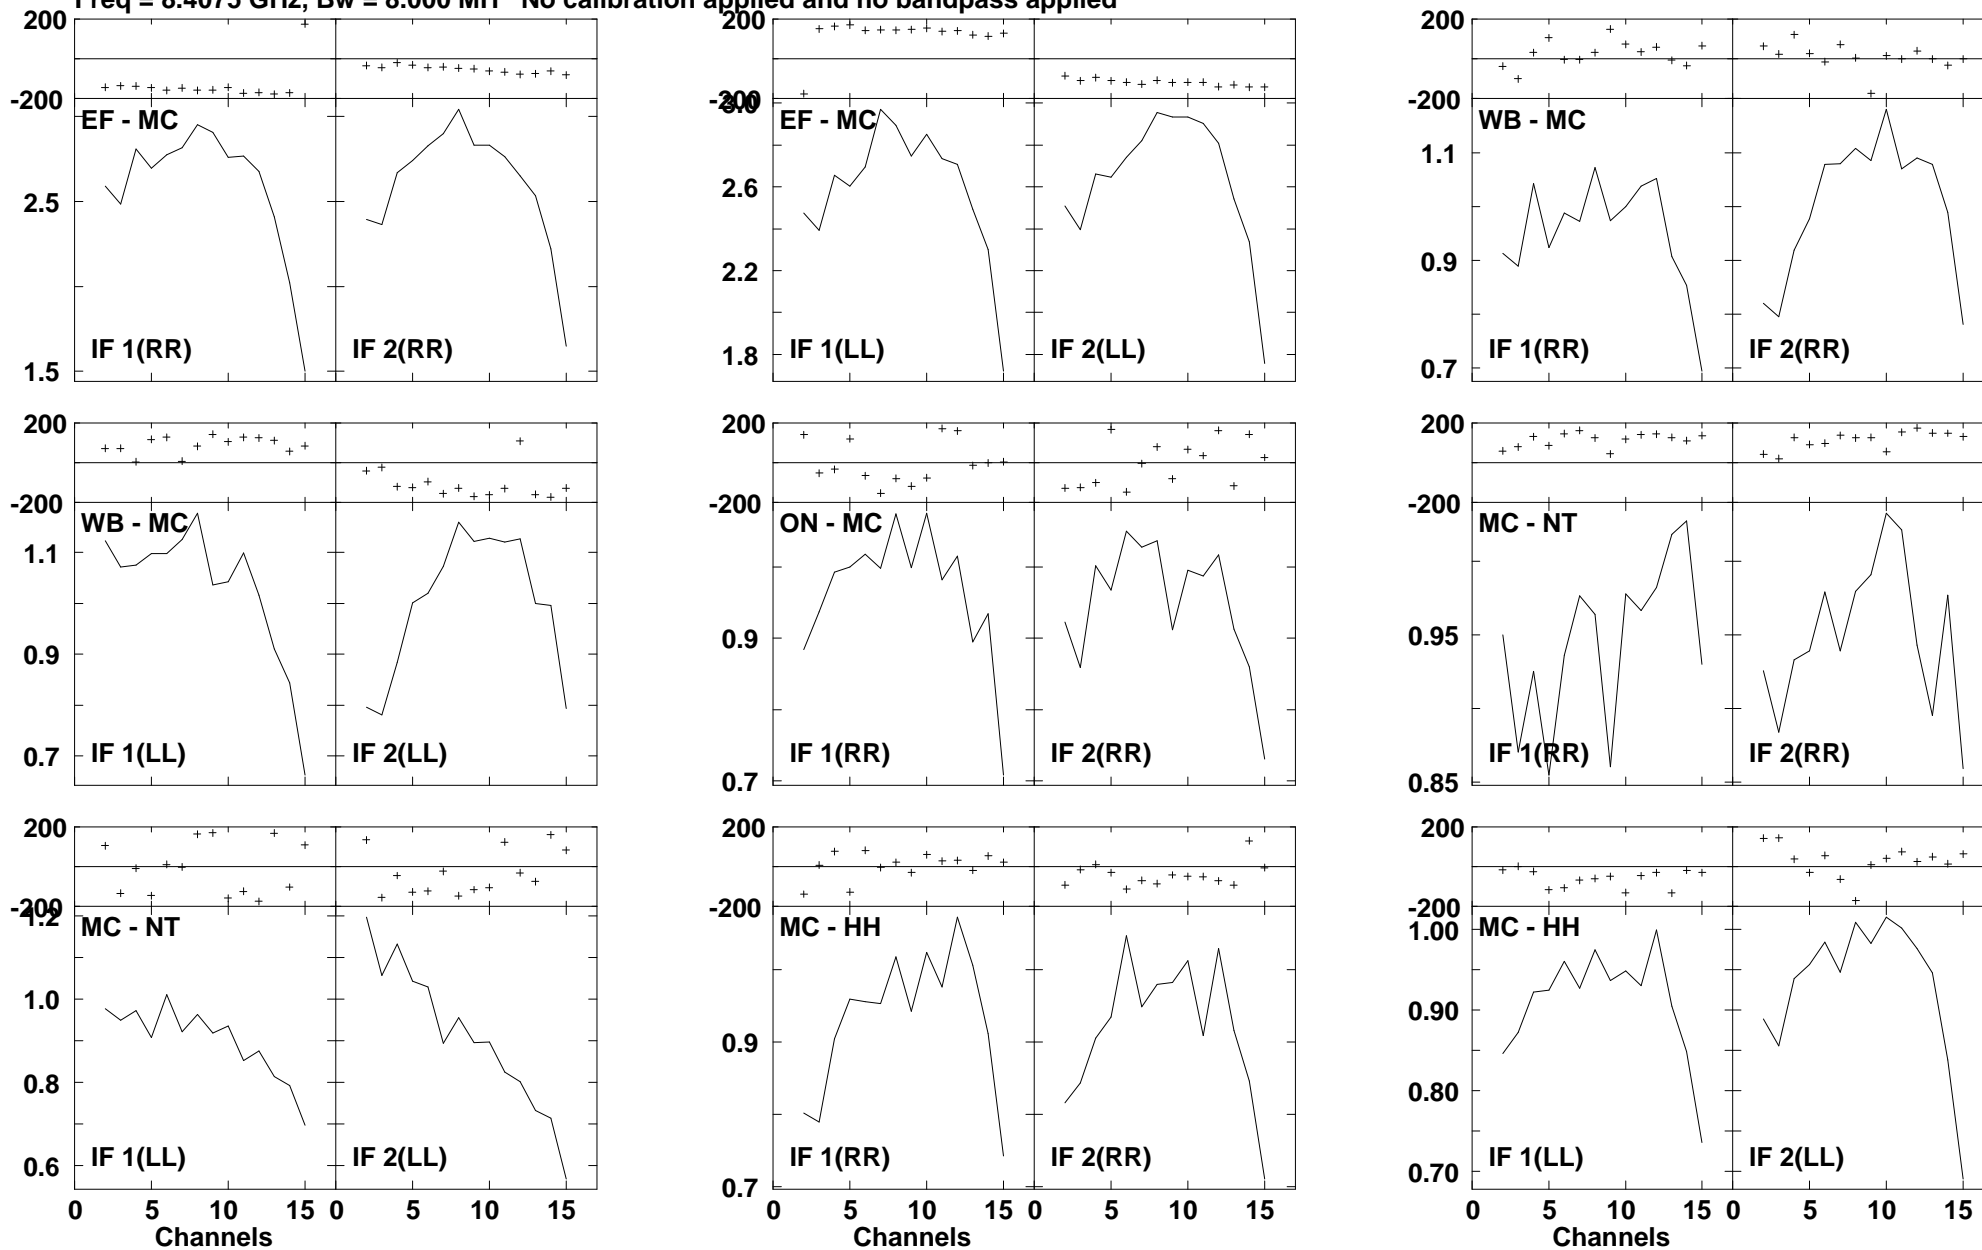 Freq = 8.4075 GHz, Bw = 8.000 MH No calibration applied and no bandpass applied
200
-200
EF - MC
2.5
1.5
IF 1(RR)
IF 2(RR)
-200
3.0
EF - MC
2.6
2.2
1.8
IF 1(LL)
IF 2(LL)
200
-200
WB - MC
1.1
0.9
0.7
IF 1(RR)
IF 2(RR)
200
-200
WB - MC
1.1
0.9
0.7
IF 1(LL)
IF 2(LL)
200
-200
ON - MC
0.9
0.7
IF 1(RR)
IF 2(RR)
200
-200
MC - NT
0.95
0.85
IF 1(RR)
IF 2(RR)
200
-200
1.2
MC - NT
1.0
0.8
0.6
IF 1(LL)
IF 2(LL)
0 5 10 15 0 5 10 15
Channels
200
-200
MC - HH
0.9
0.7
IF 1(RR)
IF 2(RR)
0 5 10 15 0 5 10 15
Channels
200
-200
MC - HH
1.00
0.90
0.80
0.70
IF 1(LL)
IF 2(LL)
0 5 10 15 0 5 10 15
Channels